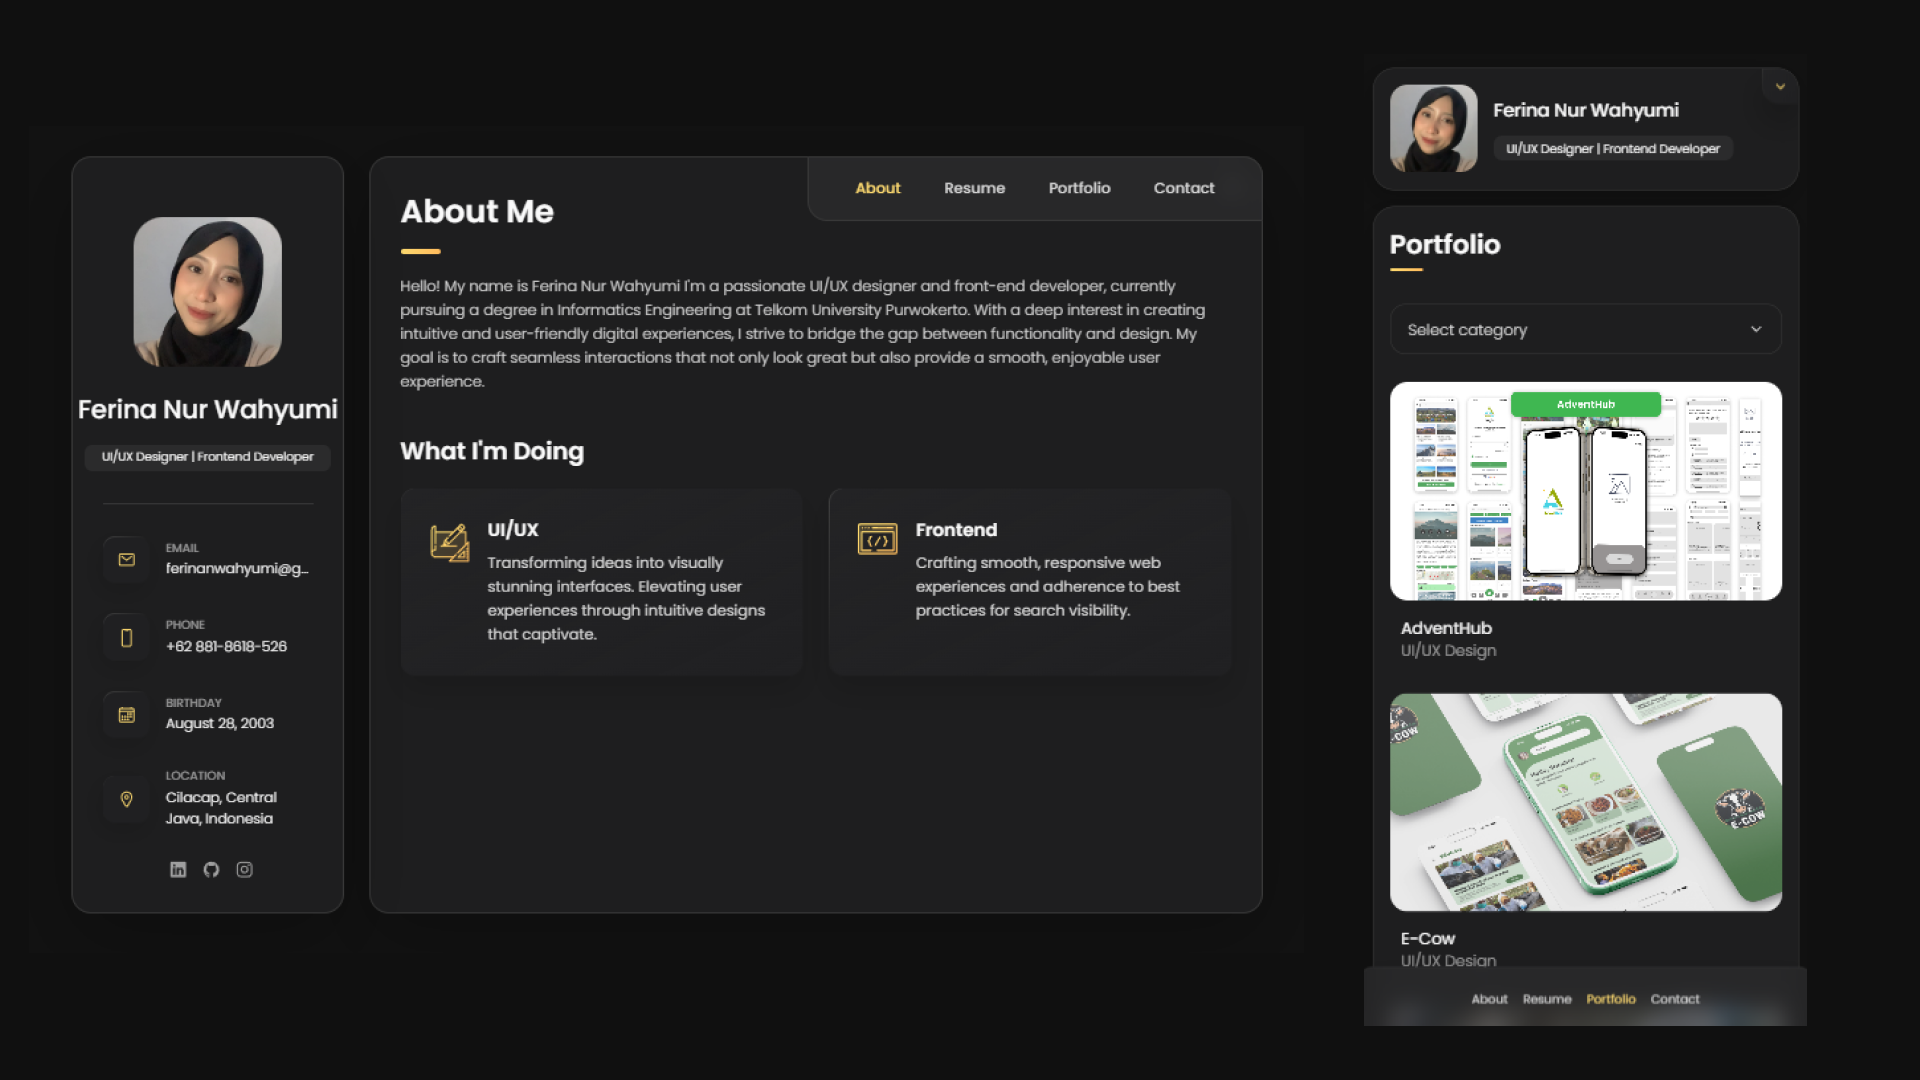 Ferina Nur Wahyumi
UI/UX Designer | Frontend Developer
EMAIL
ferinanwahyumi@g...
PHONE
+62 881-8618-526
BIRTHDAY
August 28, 2003
LOCATION
Cilacap, Central
Java, Indonesia
About Resume Portfolio Contact
About Me
Hello! My name is Ferina Nur Wahyumi I'm a passionate UI/UX designer and front-end developer, currently
pursuing a degree in Informatics Engineering at Telkom University Purwokerto. With a deep interest in creating
intuitive and user-friendly digital experiences, I strive to bridge the gap between functionality and design. My
goal is to craft seamless interactions that not only look great but also provide a smooth, enjoyable user
experience.
What I'm Doing
UI/UX
Transforming ideas into visually
stunning interfaces. Elevating user
experiences through intuitive designs
that captivate.
Frontend
Crafting smooth, responsive web
experiences and adherence to best
practices for search visibility.
Ferina Nur Wahyumi
UI/UX Designer | Frontend Developer
Portfolio
Select category
AdventHub
AdventHub
UI/UX Design
E-COW
E-Cow
UI/UX Design
About Resume Portfolio Contact